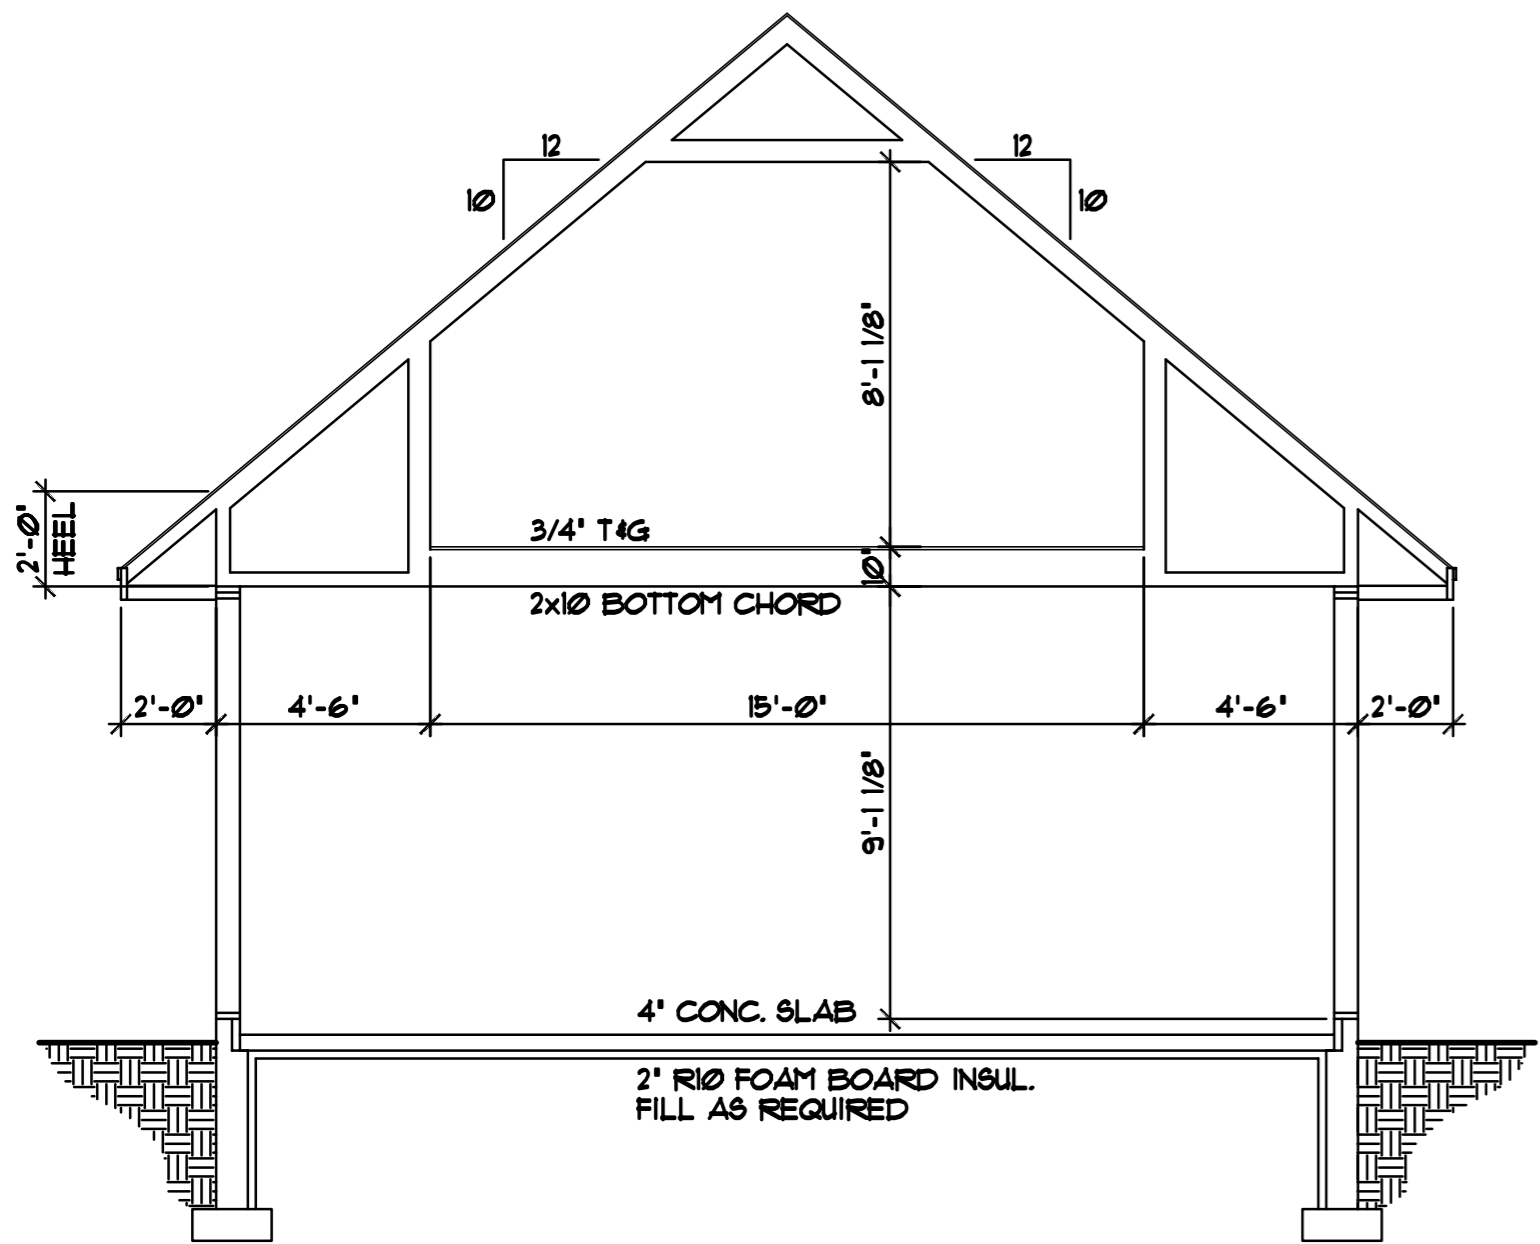 12
12
10
10
8'-1 1/8"
2'-0"
HEEL
3/4" T&G
10"
2x10 BOTTOM CHORD
2'-0"
4'-6"
15'-0"
4'-6"
2'-0"
9'-1 1/8"
4" CONC. SLAB
2" R10 FOAM BOARD INSUL.
FILL AS REQUIRED